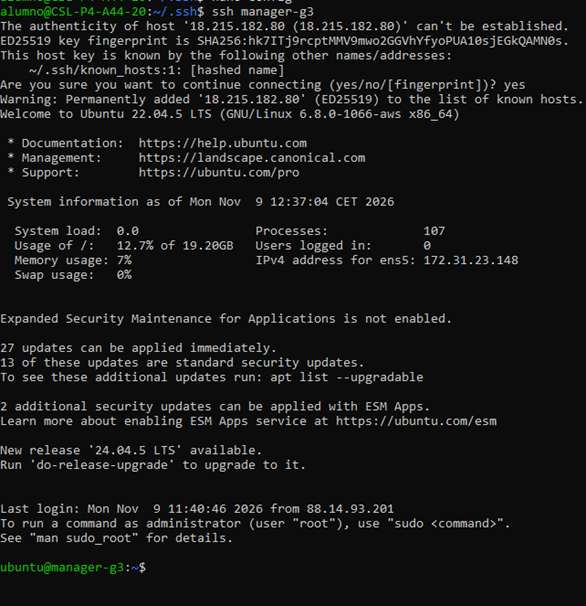 alumno@CSL-P4-A44-20:~/.ssh$ ssh manager-g3
The authenticity of host '18.215.182.80 (18.215.182.80)' can't be established.
ED25519 key fingerprint is SHA256:hk7ITj9rcptMMV9mwo2GGVhYfyoPUA10sjEGkQAMN0s.
This host key is known by the following other names/addresses:
    ~/.ssh/known_hosts:1: [hashed name]
Are you sure you want to continue connecting (yes/no/[fingerprint])? yes
Warning: Permanently added '18.215.182.80' (ED25519) to the list of known hosts.
Welcome to Ubuntu 22.04.5 LTS (GNU/Linux 6.8.0-1066-aws x86_64)
 * Documentation:  https://help.ubuntu.com
 * Management:     https://landscape.canonical.com
 * Support:        https://ubuntu.com/pro
 System information as of Mon Nov  9 12:37:04 CET 2026
  System load:  0.0                Processes:             107
  Usage of /:   12.7% of 19.20GB   Users logged in:       0
  Memory usage: 7%                 IPv4 address for ens5: 172.31.23.148
  Swap usage:   0%
Expanded Security Maintenance for Applications is not enabled.
27 updates can be applied immediately.
13 of these updates are standard security updates.
To see these additional updates run: apt list --upgradable
2 additional security updates can be applied with ESM Apps.
Learn more about enabling ESM Apps service at https://ubuntu.com/esm
New release '24.04.5 LTS' available.
Run 'do-release-upgrade' to upgrade to it.
Last login: Mon Nov  9 11:40:46 2026 from 88.14.93.201
To run a command as administrator (user "root"), use "sudo <command>".
See "man sudo_root" for details.
ubuntu@manager-g3:~$